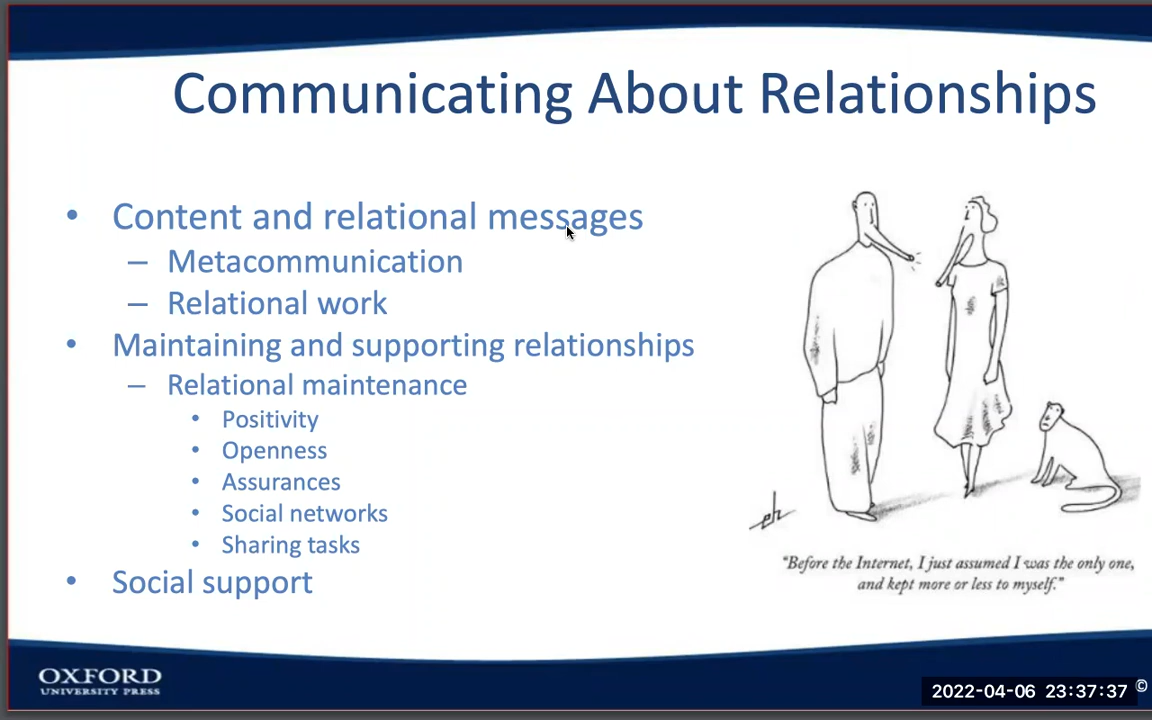 Communicating About Relationships
• Content and relational messages
– Metacommunication
– Relational work
• Maintaining and supporting relationships
– Relational maintenance
• Positivity
• Openness
• Assurances
• Social networks
• Sharing tasks
• Social support
eh
"Before the Internet, I just assumed I was the only one,
and kept more or less to myself."
OXFORD
UNIVERSITY PRESS
2022-04-06 23:37:37 ©